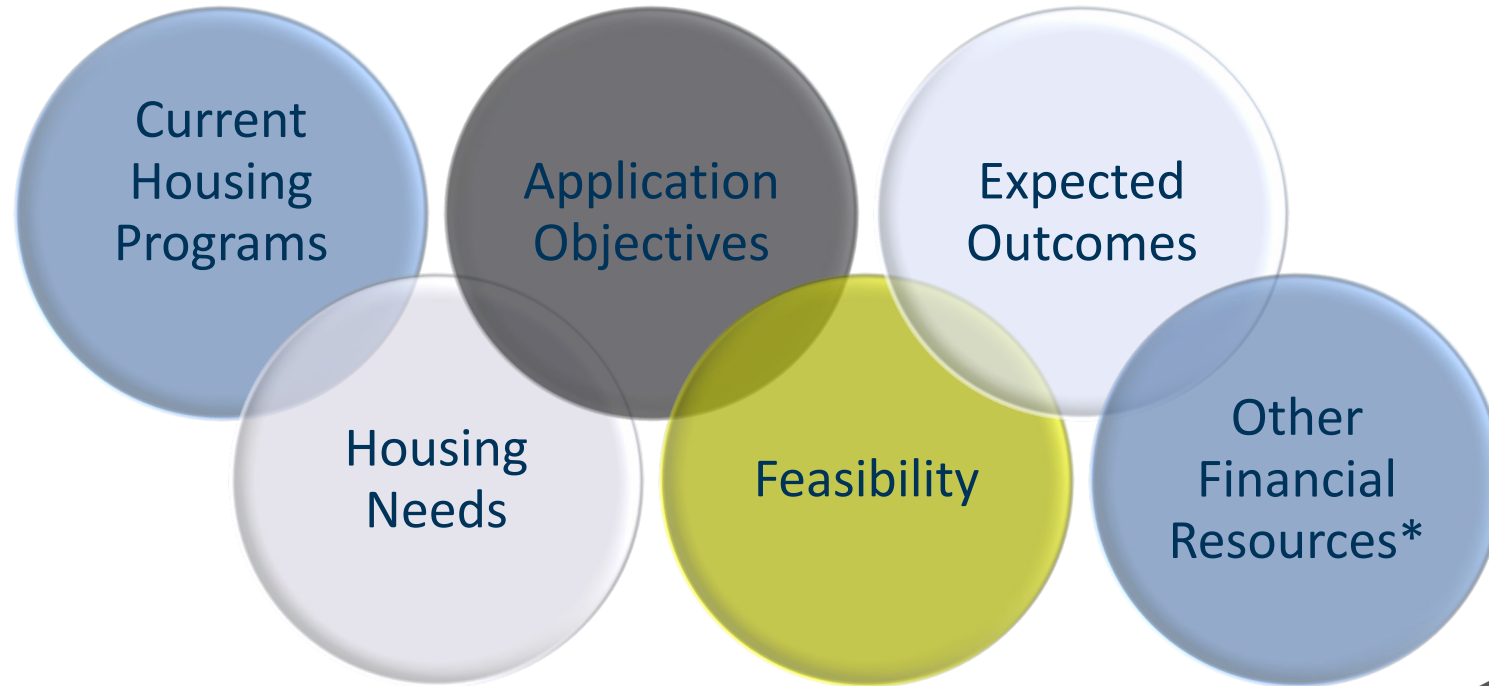 Current
Housing
Programs
Application
Objectives
Expected
Outcomes
Housing
Needs
Feasibility
Other
Financial
Resources*